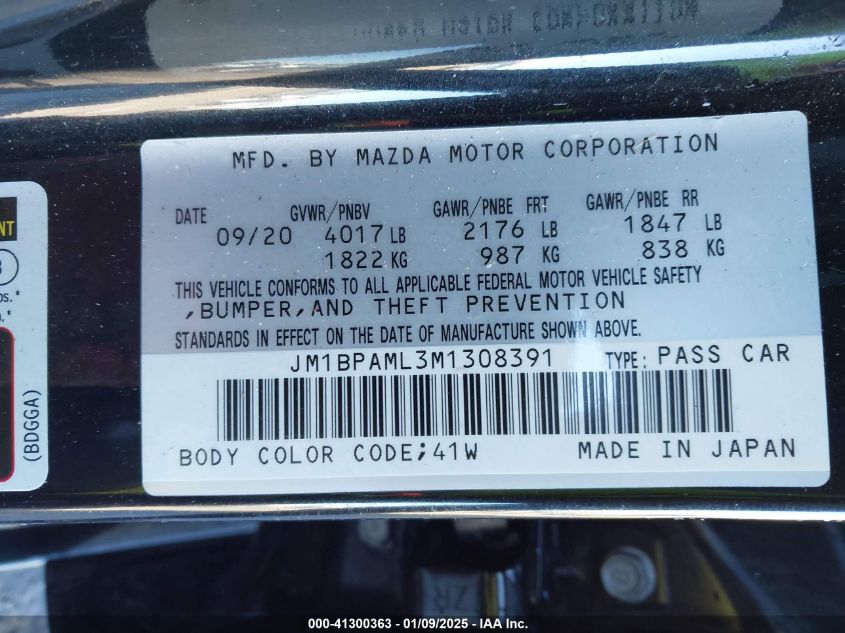 MFD. BY MAZDA MOTOR CORPORATION
DATE GVWR/PNBV GAWR/PNBE FRT GAWR/PNBE RR
09/20 4017 LB 2176 LB 1847 LB
1822 KG 987 KG 838 KG
THIS VEHICLE CONFORMS TO ALL APPLICABLE FEDERAL MOTOR VEHICLE SAFETY
,BUMPER,AND THEFT PREVENTION
STANDARDS IN EFFECT ON THE DATE OF MANUFACTURE SHOWN ABOVE.
JM1BPAML3M1308391 TYPE: PASS CAR
BODY COLOR CODE;41W MADE IN JAPAN
(BDGGA)
ZR
000-41300363 - 01/09/2025 - IAA Inc.